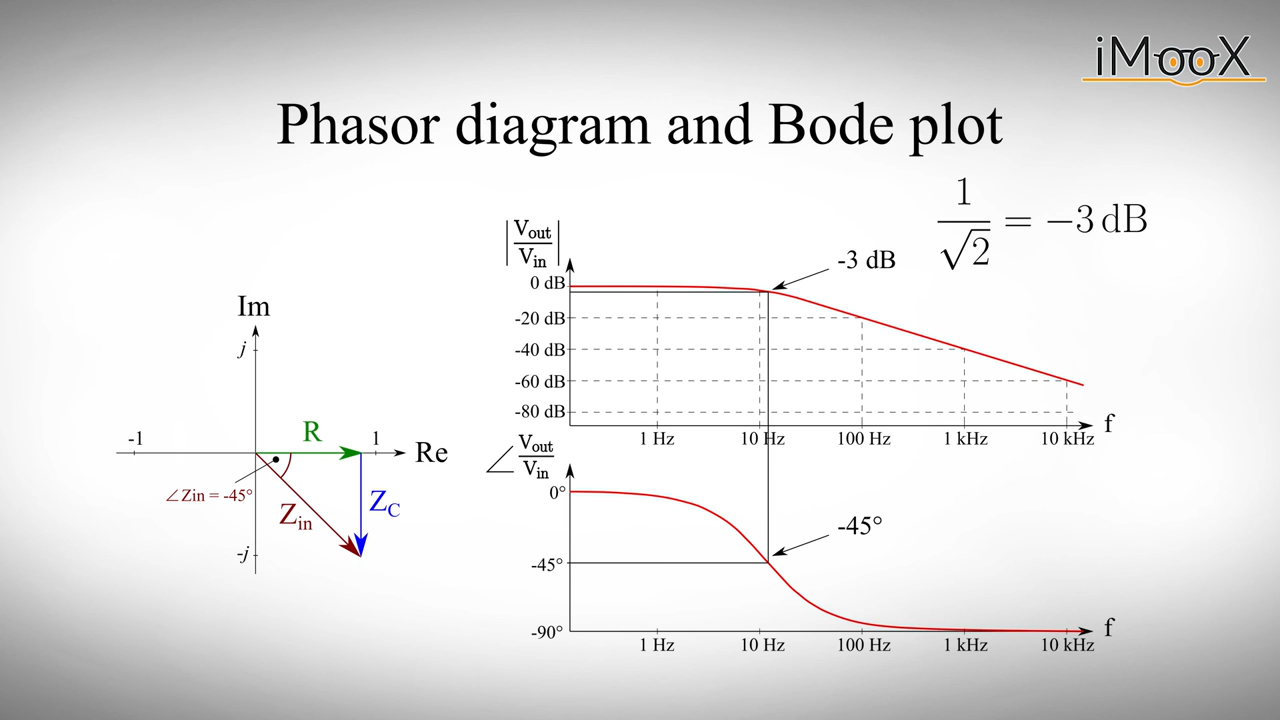 iMooX
Phasor diagram and Bode plot
1
√2
= −3 dB
|Vout
Vin|
-3 dB
0 dB
-20 dB
-40 dB
-60 dB
-80 dB
f
1 Hz 10 Hz 100 Hz 1 kHz 10 kHz
Im
j
-1
R
1
Re
∠Zin = -45°
Zin
ZC
-j
∠Vout
Vin
0°
-45°
-45°
-90°
f
1 Hz 10 Hz 100 Hz 1 kHz 10 kHz